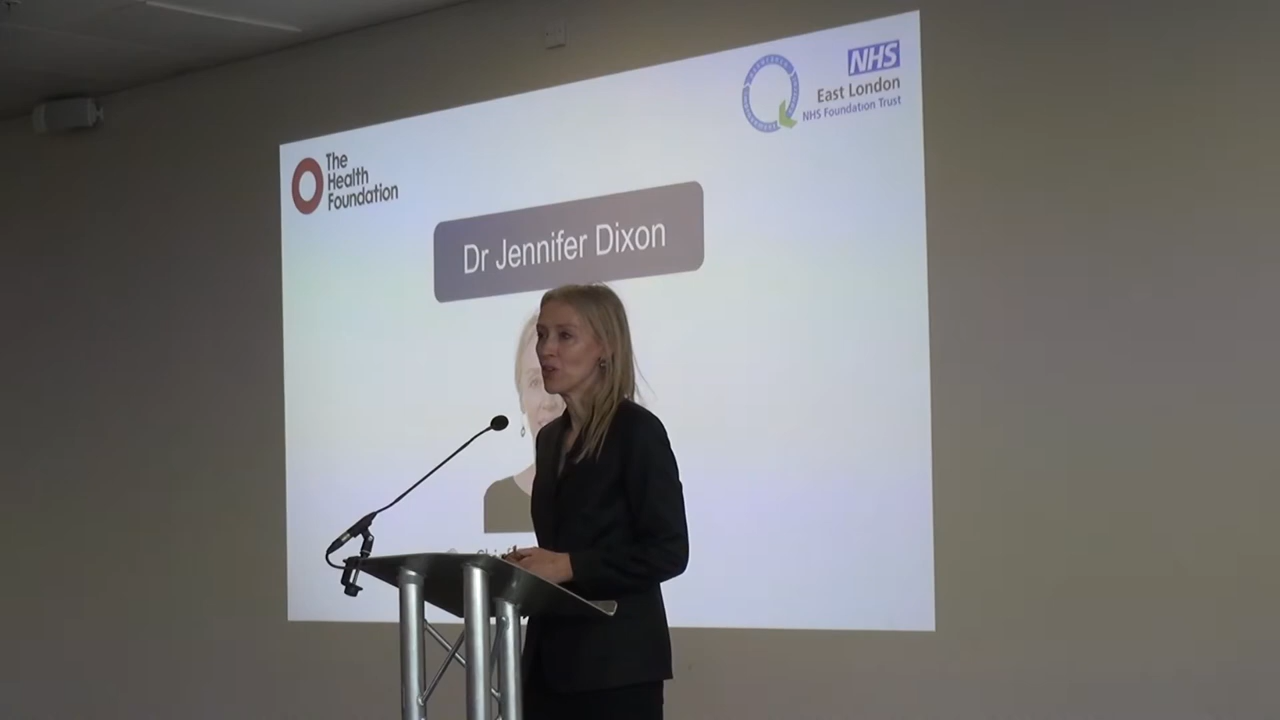 The
Health
Foundation
NHS
East London
NHS Foundation Trust
Dr Jennifer Dixon